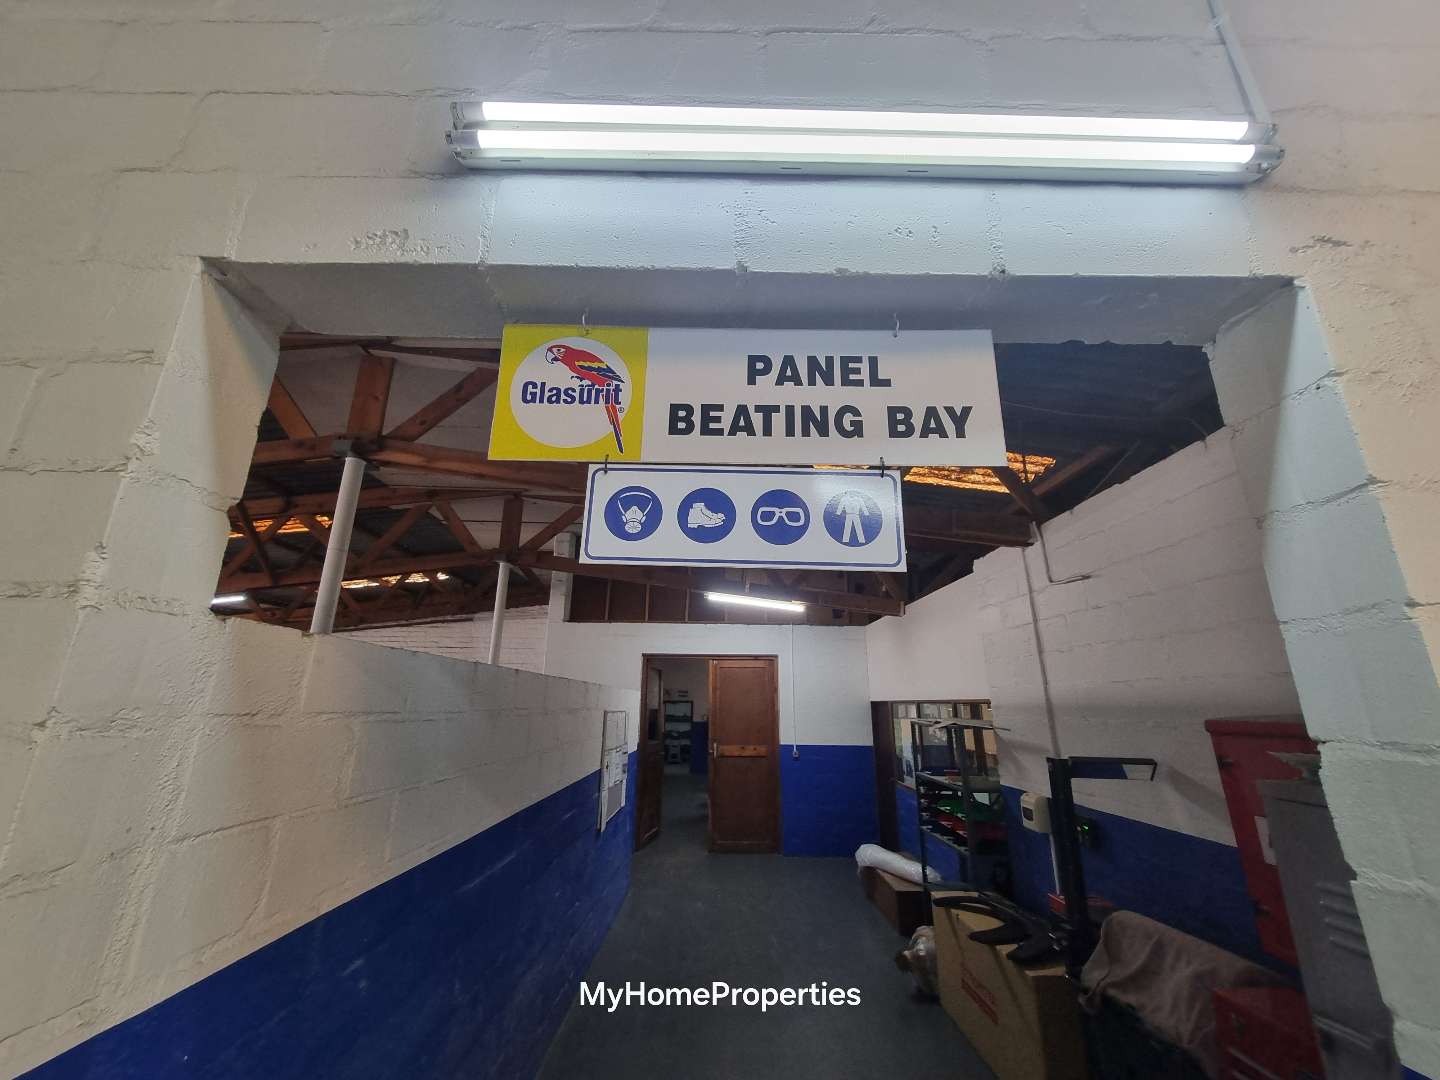 Glasurit®
PANEL
BEATING BAY
MyHomeProperties